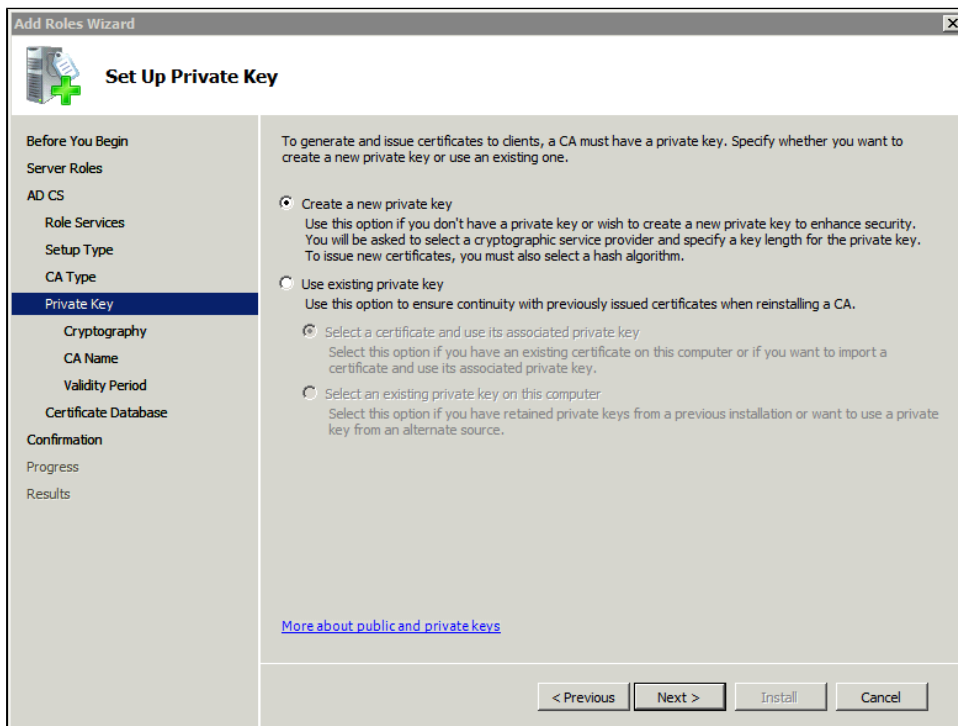 Add Roles Wizard
Set Up Private Key
Before You Begin
Server Roles
AD CS
Role Services
Setup Type
CA Type
Private Key
Cryptography
CA Name
Validity Period
Certificate Database
Confirmation
Progress
Results
To generate and issue certificates to clients, a CA must have a private key. Specify whether you want to
create a new private key or use an existing one.
Create a new private key
Use this option if you don't have a private key or wish to create a new private key to enhance security.
You will be asked to select a cryptographic service provider and specify a key length for the private key.
To issue new certificates, you must also select a hash algorithm.
Use existing private key
Use this option to ensure continuity with previously issued certificates when reinstalling a CA.
Select a certificate and use its associated private key
Select this option if you have an existing certificate on this computer or if you want to import a
certificate and use its associated private key.
Select an existing private key on this computer
Select this option if you have retained private keys from a previous installation or want to use a private
key from an alternate source.
More about public and private keys
< Previous
Next >
Install
Cancel